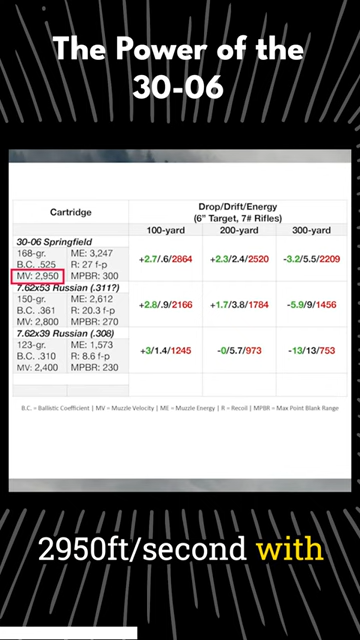 The Power of the
30-06
Cartridge
Drop/Drift/Energy
(6" Target, 7# Rifles)
100-yard 200-yard 300-yard
30-06 Springfield
168-gr. ME: 3,247
B.C. .525 R: 27 f-p
MV: 2,950 MPBR: 300
+2.7/.6/2864 +2.3/2.4/2520 -3.2/5.5/2209
7.62x53 Russian (.311?)
150-gr. ME: 2,612
B.C. .361 R: 20.3 f-p
MV: 2,800 MPBR: 270
+2.8/.9/2166 +1.7/3.8/1784 -5.9/9/1456
7.62x39 Russian (.308)
123-gr. ME: 1,573
B.C. .310 R: 8.6 f-p
MV: 2,400 MPBR: 230
+3/1.4/1245 -0/5.7/973 -13/13/753
B.C. = Ballistic Coefficient | MV = Muzzle Velocity | ME = Muzzle Energy | R = Recoil | MPBR = Max Point Blank Range
2950ft/second with